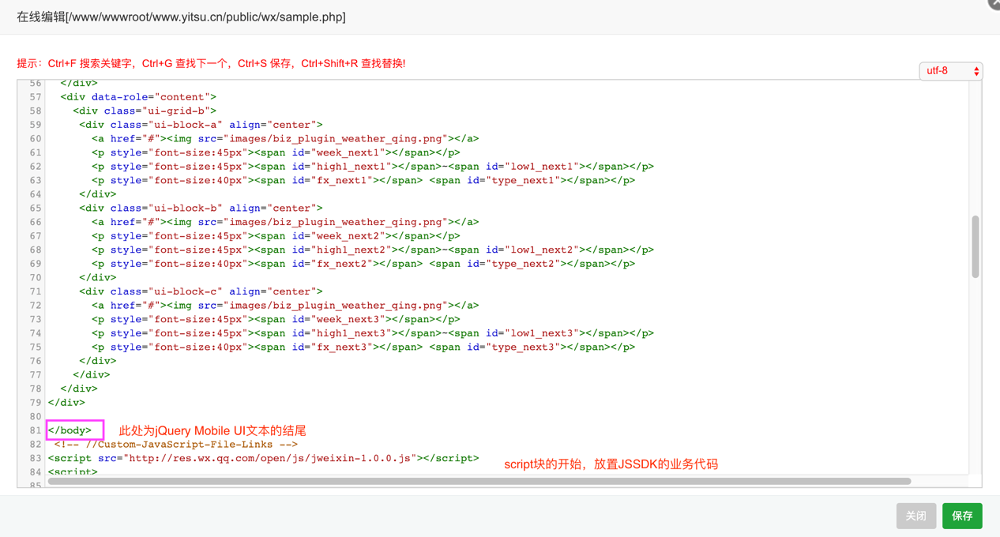 在线编辑[/www/wwwroot/www.yitsu.cn/public/wx/sample.php]
提示：Ctrl+F 搜索关键字，Ctrl+G 查找下一个，Ctrl+S 保存，Ctrl+Shift+R 查找替换!
utf-8
56   </div>
57   <div data-role="content">
58     <div class="ui-grid-b">
59      <div class="ui-block-a" align="center">
60        <a href="#"><img src="images/biz_plugin_weather_qing.png"></a>
61        <p style="font-size:45px"><span id="week_next1"></span></p>
62        <p style="font-size:45px"><span id="high1_next1"></span>~<span id="low1_next1"></span></p>
63        <p style="font-size:40px"><span id="fx_next1"></span> <span id="type_next1"></span></p>
64      </div>
65      <div class="ui-block-b" align="center">
66        <a href="#"><img src="images/biz_plugin_weather_qing.png"></a>
67        <p style="font-size:45px"><span id="week_next2"></span></p>
68        <p style="font-size:45px"><span id="high1_next2"></span>~<span id="low1_next2"></span></p>
69        <p style="font-size:40px"><span id="fx_next2"></span> <span id="type_next2"></span></p>
70      </div>
71      <div class="ui-block-c" align="center">
72        <a href="#"><img src="images/biz_plugin_weather_qing.png"></a>
73        <p style="font-size:45px"><span id="week_next3"></span></p>
74        <p style="font-size:45px"><span id="high1_next3"></span>~<span id="low1_next3"></span></p>
75        <p style="font-size:40px"><span id="fx_next3"></span> <span id="type_next3"></span></p>
76      </div>
77     </div>
78   </div>
79 </div>
80
81 </body> 此处为jQuery Mobile UI文本的结尾
82  <!-- //Custom-JavaScript-File-Links -->
83 <script src="http://res.wx.qq.com/open/js/jweixin-1.0.0.js"></script>
script块的开始，放置JSSDK的业务代码
84 <script>
85
关闭 保存